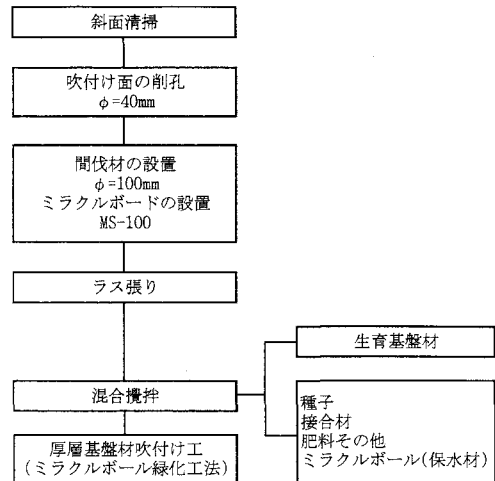 斜面清掃
吹付け面の削孔
φ=40mm
間伐材の設置
φ=100mm
ミラクルボードの設置
MS-100
ラス張り
生育基盤材
混合攪拌
種子
接合材
肥料その他
ミラクルボール(保水材)
厚層基盤材吹付け工
(ミラクルボール緑化工法)